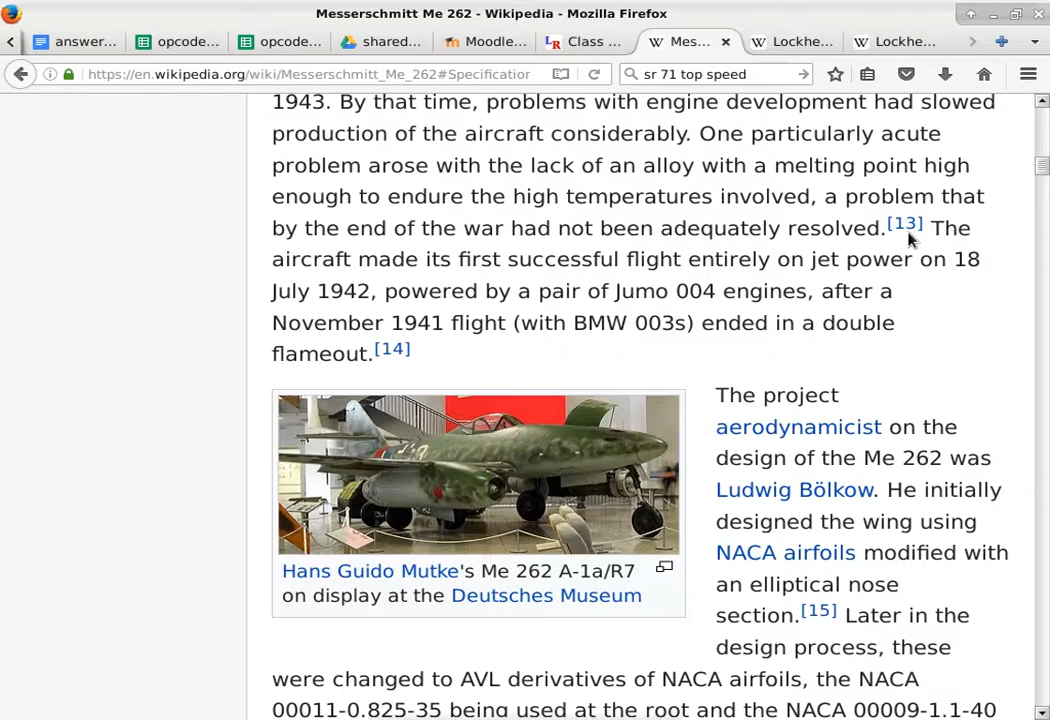 Messerschmitt Me 262 - Wikipedia - Mozilla Firefox
answer...
opcode...
opcode...
shared...
Moodle...
Class ...
Mes...
Lockhe...
Lockhe...
https://en.wikipedia.org/wiki/Messerschmitt_Me_262#Specification
sr 71 top speed
1943. By that time, problems with engine development had slowed
production of the aircraft considerably. One particularly acute
problem arose with the lack of an alloy with a melting point high
enough to endure the high temperatures involved, a problem that
by the end of the war had not been adequately resolved.[13] The
aircraft made its first successful flight entirely on jet power on 18
July 1942, powered by a pair of Jumo 004 engines, after a
November 1941 flight (with BMW 003s) ended in a double
flameout.[14]
Hans Guido Mutke's Me 262 A-1a/R7
on display at the Deutsches Museum
The project
aerodynamicist on the
design of the Me 262 was
Ludwig Bölkow. He initially
designed the wing using
NACA airfoils modified with
an elliptical nose
section.[15] Later in the
design process, these
were changed to AVL derivatives of NACA airfoils, the NACA
00011-0.825-35 being used at the root and the NACA 00009-1.1-40